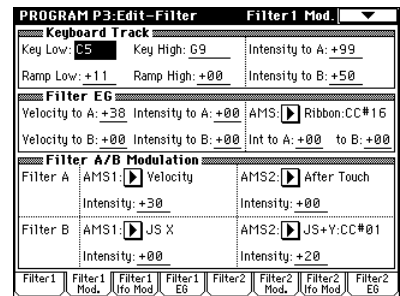 PROGRAM P3:Edit-Filter Filter1 Mod.
Keyboard Track
Key Low: C5 Key High: G9 Intensity to A: +99
Ramp Low: +11 Ramp High: +00 Intensity to B: +50
Filter EG
Velocity to A: +38 Intensity to A: +00 AMS: Ribbon:CC#16
Velocity to B: +00 Intensity to B: +00 Int to A: +00 to B: +00
Filter A/B Modulation
Filter A AMS1: Velocity AMS2: After Touch
Intensity: +30 Intensity: +00
Filter B AMS1: JS X AMS2: JS+Y:CC#01
Intensity: +00 Intensity: +20
Filter1 Filter1 Mod. Filter1 lfo Mod Filter1 EG Filter2 Filter2 Mod. Filter2 lfo Mod Filter2 EG